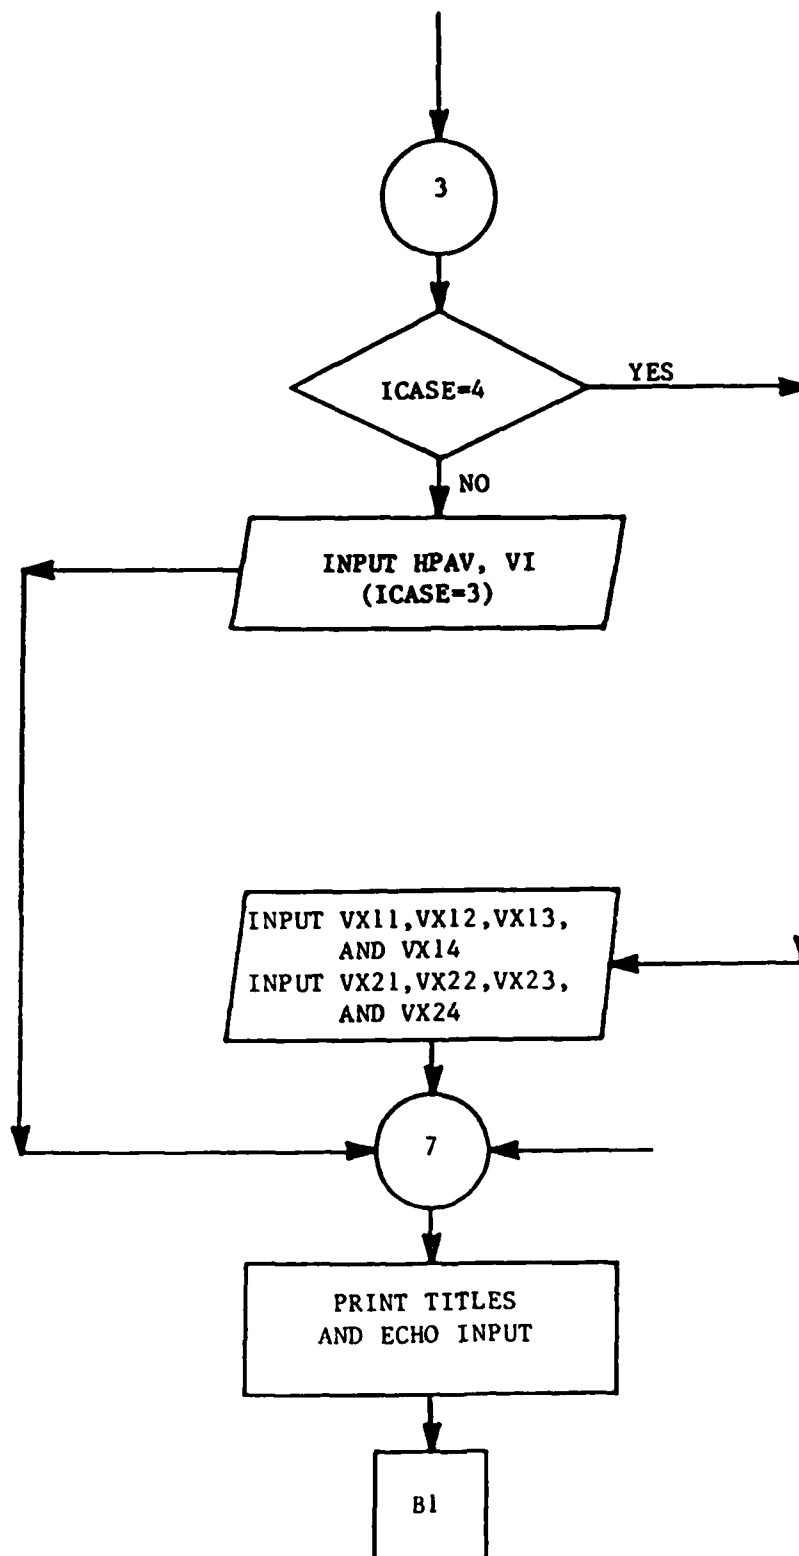 3
ICASE=4
YES
NO
INPUT HPAV, VI
(ICASE=3)
INPUT VX11,VX12,VX13,
AND VX14
INPUT VX21,VX22,VX23,
AND VX24
7
PRINT TITLES
AND ECHO INPUT
B1